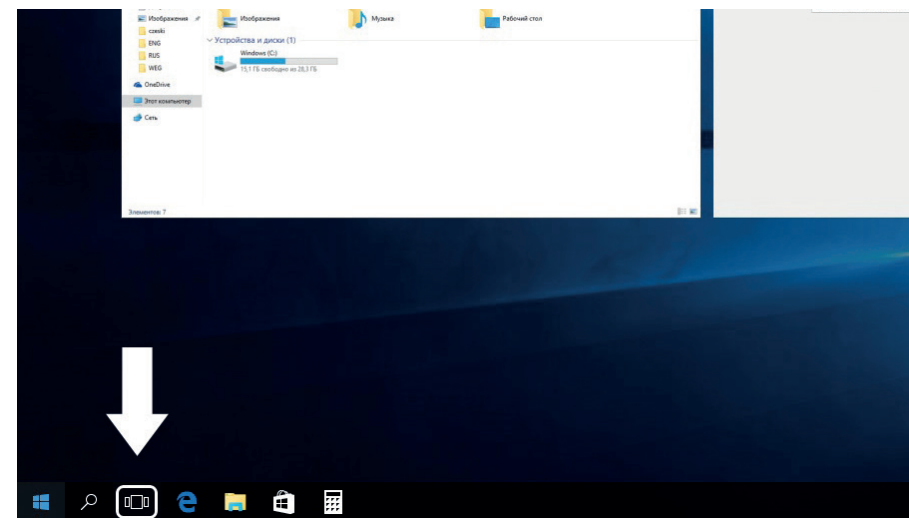 Изображения
czeski
ENG
RUS
WEG
OneDrive
Этот компьютер
Сеть
Элементов: 7
Изображения
Музыка
Рабочий стол
Устройства и диски (1)
Windows (C:)
15,1 ГБ свободно из 28,3 ГБ